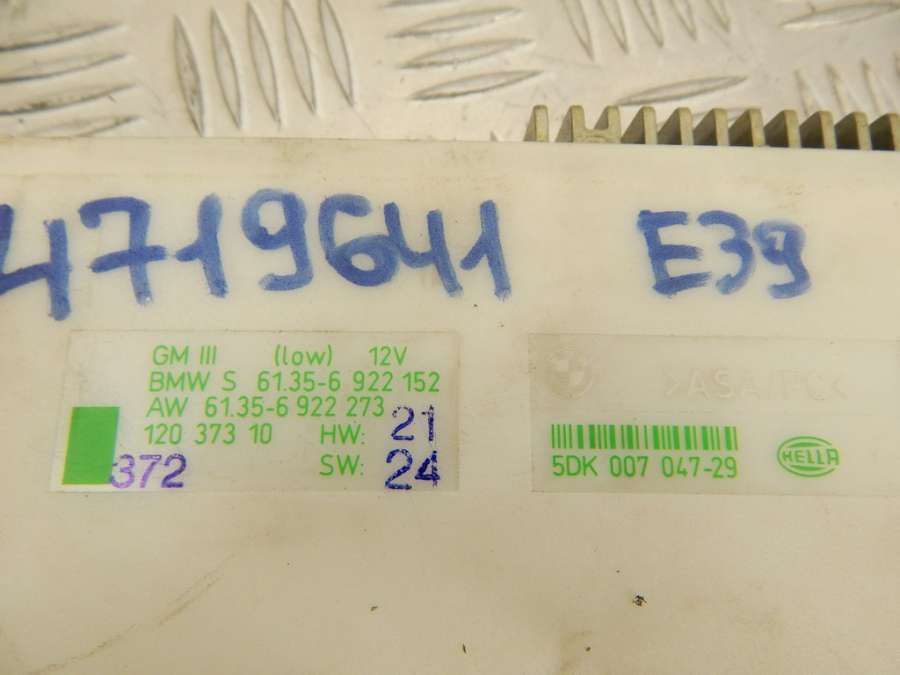 4719641 E39
GM III (low) 12V
BMW S 61.35-6 922 152
AW 61.35-6 922 273
120 373 10 HW: 21
372 SW: 24
>ASA/PC<
5DK 007 047-29
HELLA